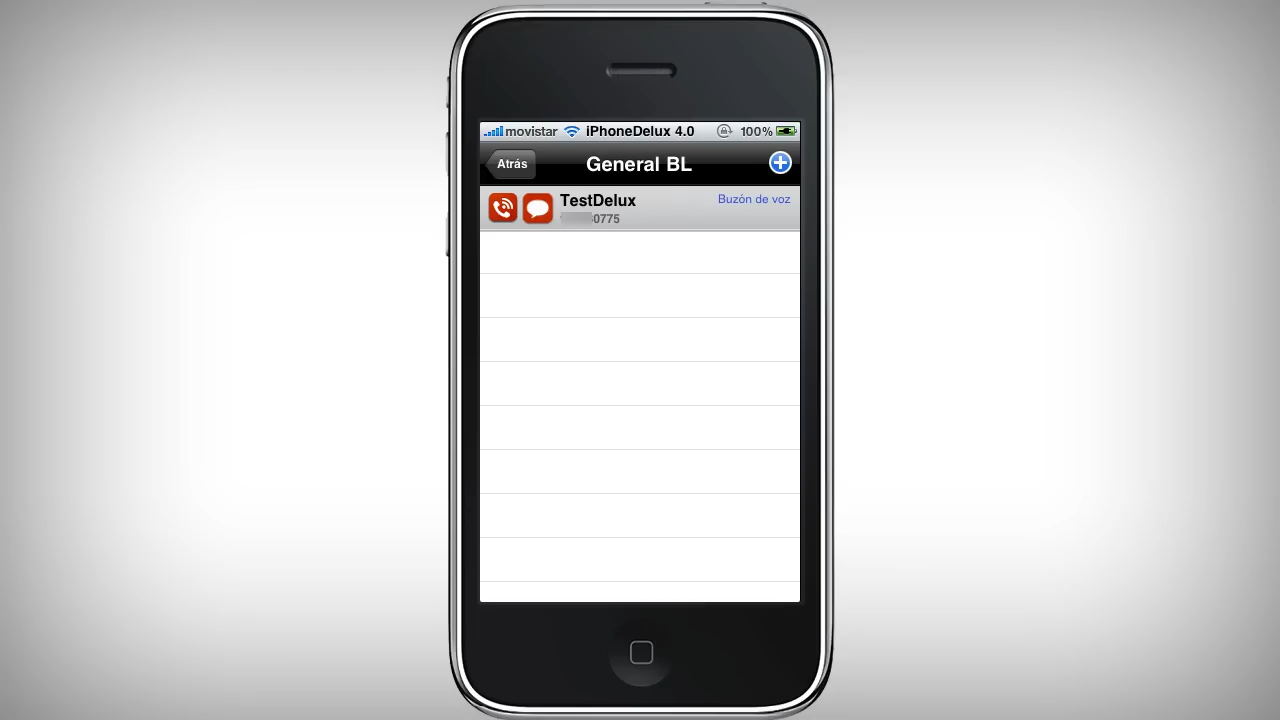 movistar iPhoneDelux 4.0 100%
Atrás General BL
TestDelux Buzón de voz
0775